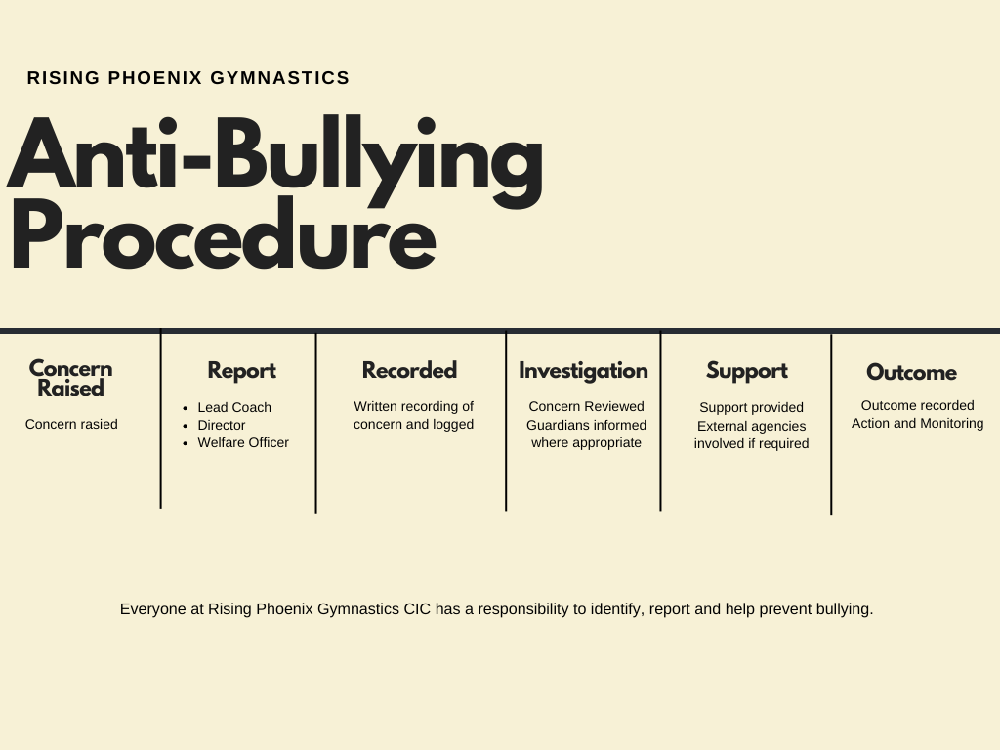 RISING PHOENIX GYMNASTICS
Anti-Bullying
Procedure
Concern
Raised
Concern rasied
Report
• Lead Coach
• Director
• Welfare Officer
Recorded
Written recording of
concern and logged
Investigation
Concern Reviewed
Guardians informed
where appropriate
Support
Support provided
External agencies
involved if required
Outcome
Outcome recorded
Action and Monitoring
Everyone at Rising Phoenix Gymnastics CIC has a responsibility to identify, report and help prevent bullying.